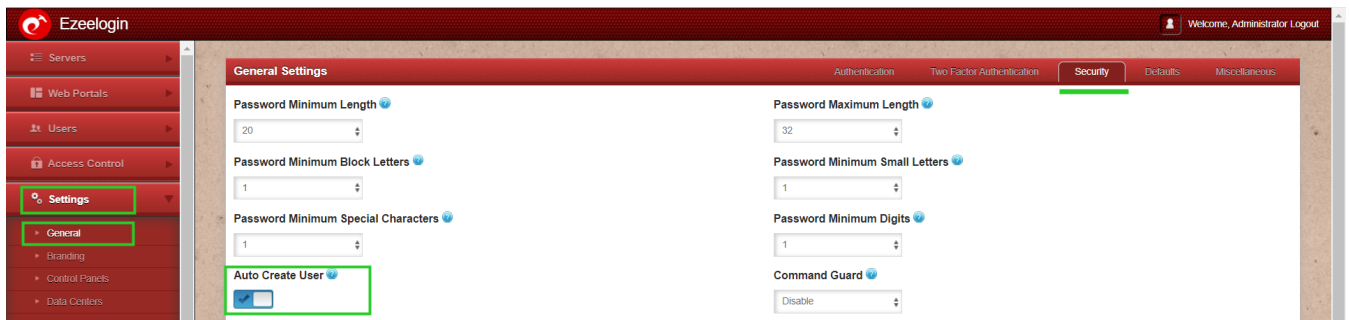 Ezeelogin
Welcome, Administrator Logout
Servers
Web Portals
Users
Access Control
Settings
General
Branding
Control Panels
Data Centers
General Settings
Authentication
Two Factor Authentication
Security
Defaults
Miscellaneous
Password Minimum Length
20
Password Maximum Length
32
Password Minimum Block Letters
1
Password Minimum Small Letters
1
Password Minimum Special Characters
1
Password Minimum Digits
1
Auto Create User
Command Guard
Disable